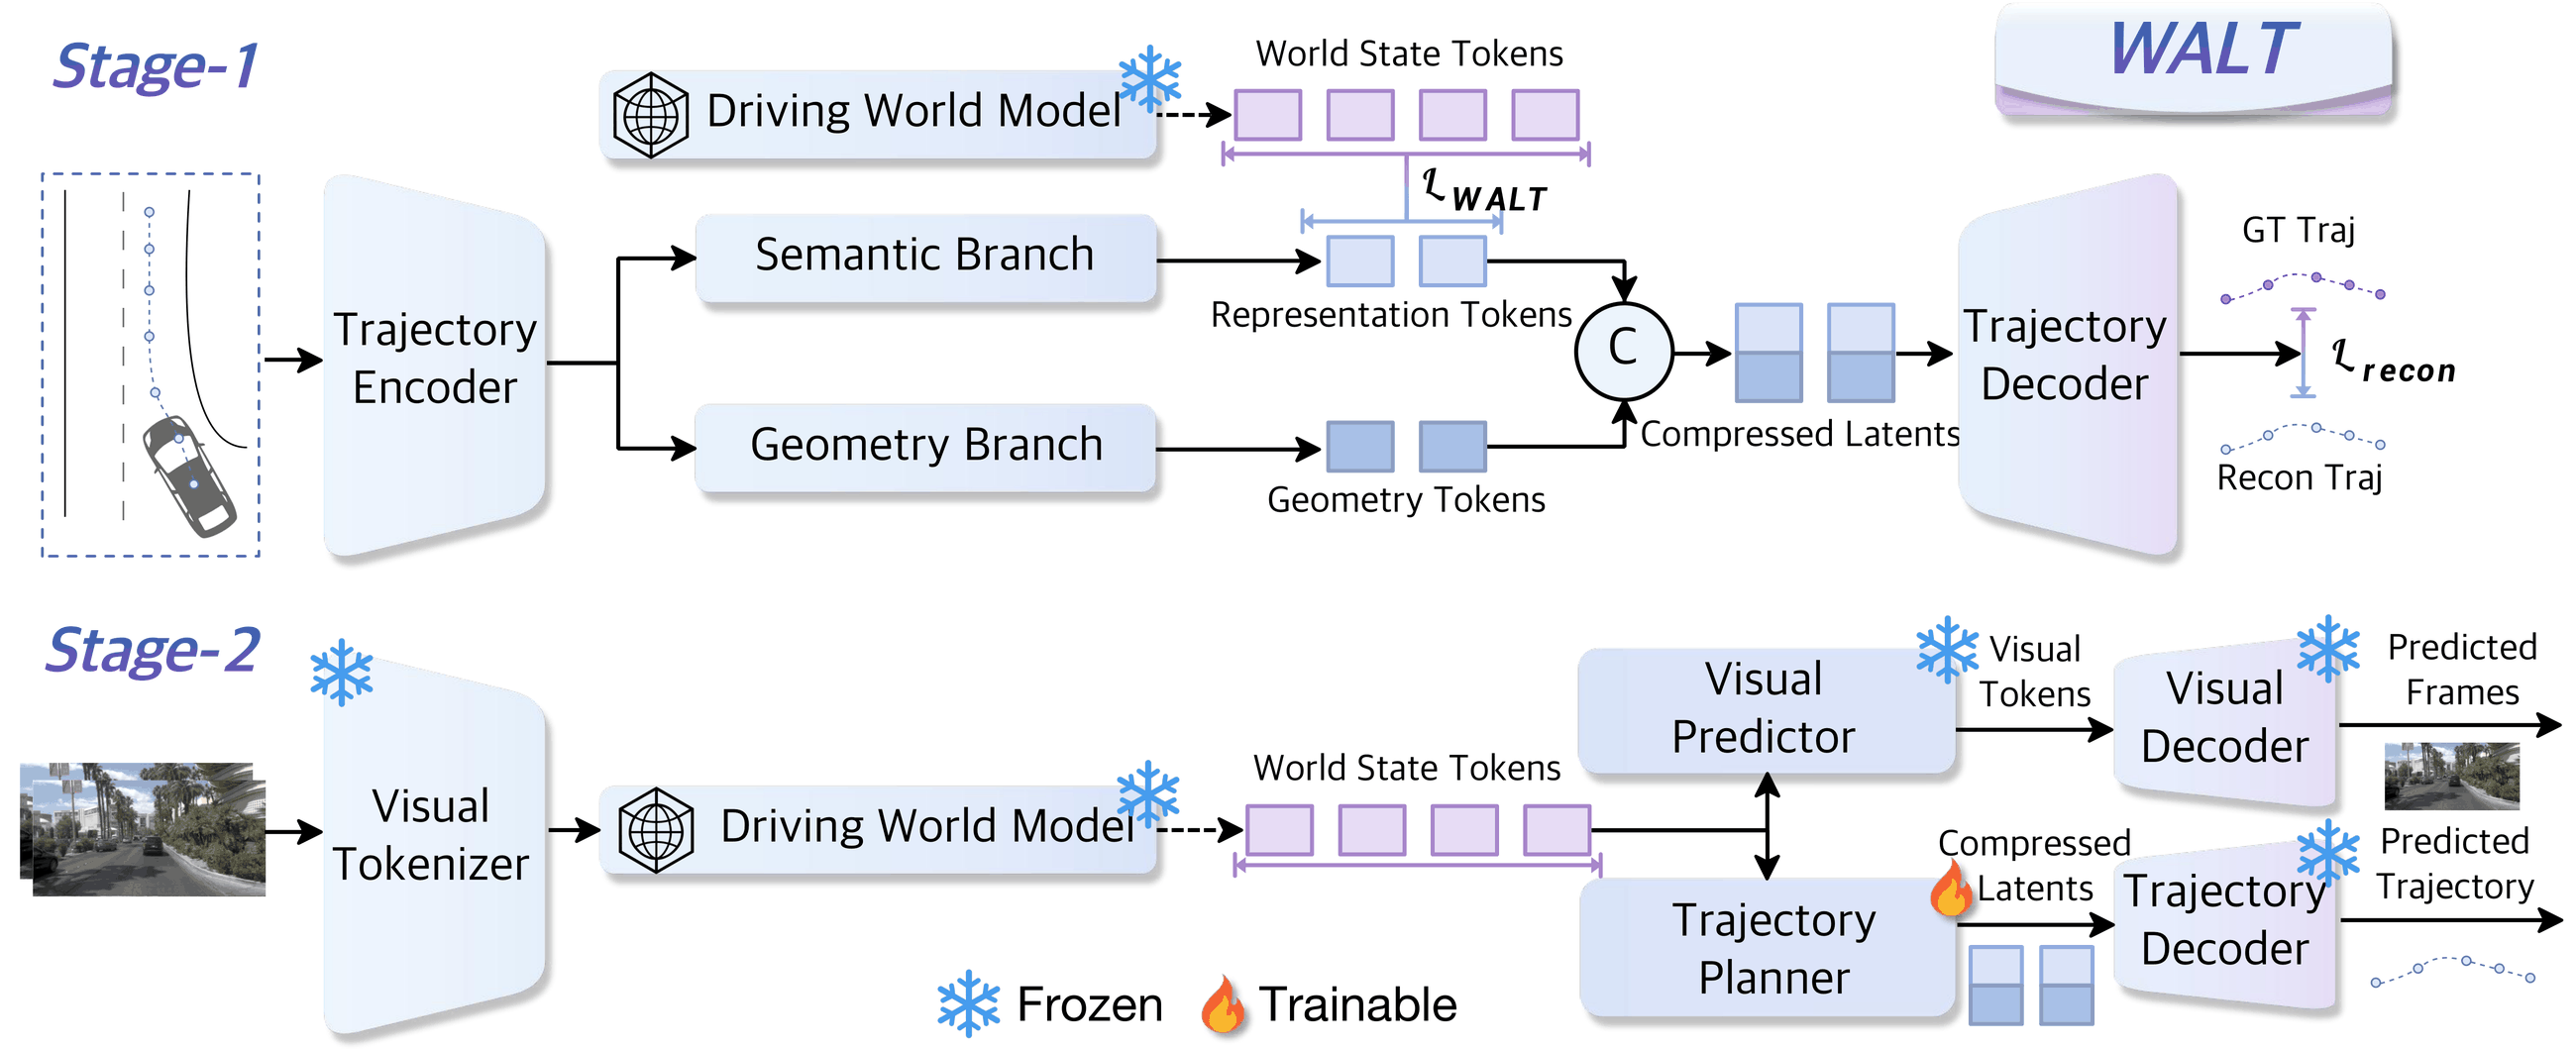 Stage-1
WALT
Driving World Model
World State Tokens
ℒ WALT
Trajectory
Encoder
Semantic Branch
Representation Tokens
Geometry Branch
Geometry Tokens
C
Compressed Latents
Trajectory
Decoder
GT Traj
ℒ recon
Recon Traj
Stage-2
Visual
Tokenizer
Driving World Model
World State Tokens
Visual
Predictor
Visual
Tokens
Visual
Decoder
Predicted
Frames
Trajectory
Planner
Compressed
Latents
Trajectory
Decoder
Predicted
Trajectory
Frozen
Trainable